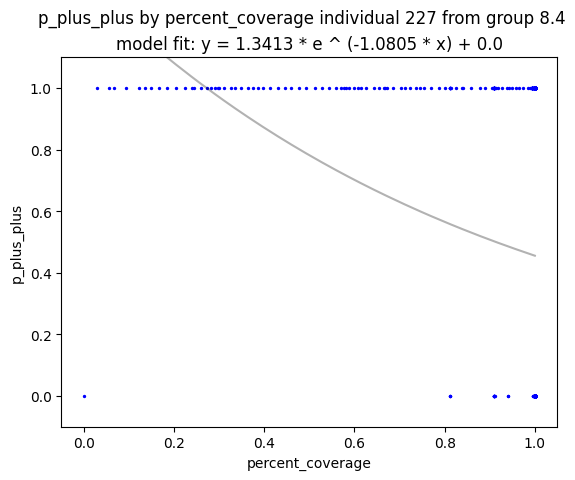 p_plus_plus by percent_coverage individual 227 from group 8.4
model fit: y = 1.3413 * e ^ (-1.0805 * x) + 0.0
1.0
0.8
0.6
0.4
0.2
0.0
p_plus_plus
0.0 0.2 0.4 0.6 0.8 1.0
percent_coverage